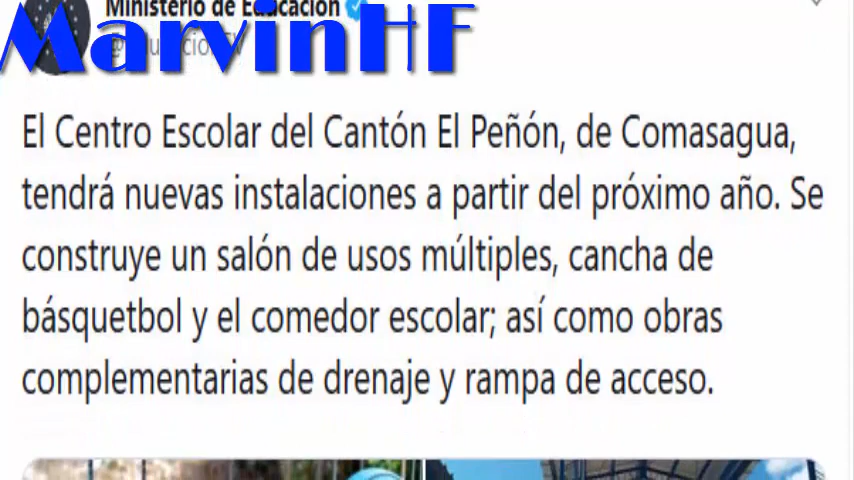 Ministerio de Educación
MarvinHF
El Centro Escolar del Cantón El Peñón, de Comasagua,
tendrá nuevas instalaciones a partir del próximo año. Se
construye un salón de usos múltiples, cancha de
básquetbol y el comedor escolar; así como obras
complementarias de drenaje y rampa de acceso.